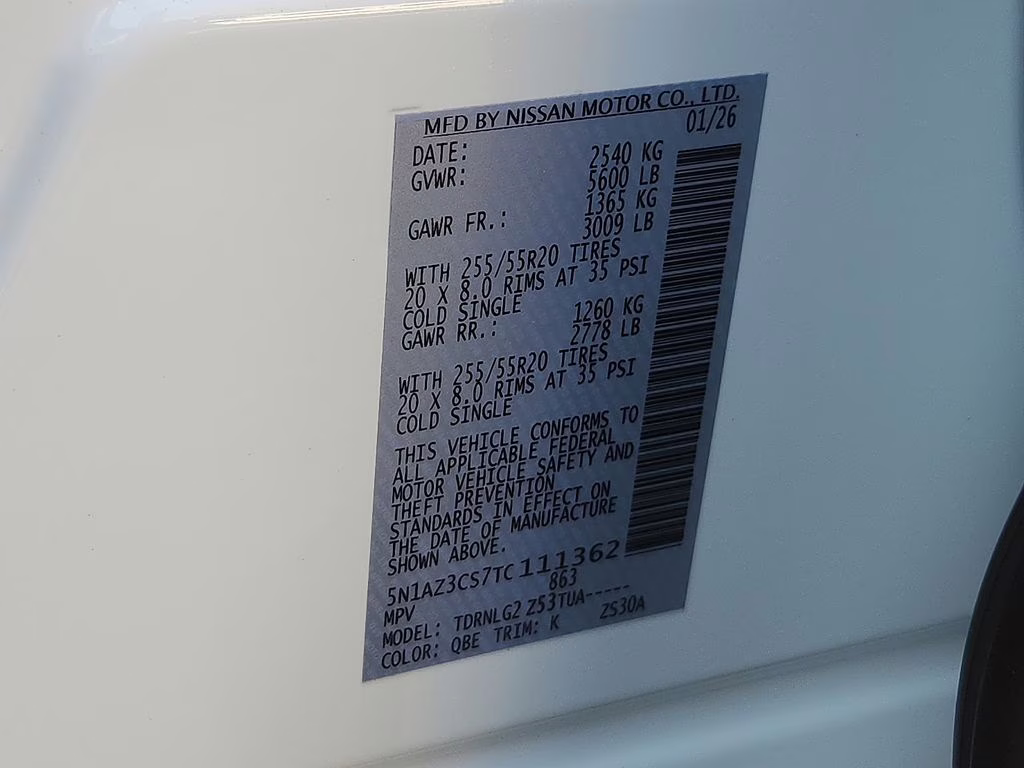 MFD BY NISSAN MOTOR CO., LTD.
DATE: 01/26
GVWR: 2540 KG
5600 LB
GAWR FR.: 1365 KG
3009 LB
WITH 255/55R20 TIRES
20 X 8.0 RIMS AT 35 PSI
COLD SINGLE
GAWR RR.: 1260 KG
2778 LB
WITH 255/55R20 TIRES
20 X 8.0 RIMS AT 35 PSI
COLD SINGLE
THIS VEHICLE CONFORMS TO
ALL APPLICABLE FEDERAL
MOTOR VEHICLE SAFETY AND
THEFT PREVENTION
STANDARDS IN EFFECT ON
THE DATE OF MANUFACTURE
SHOWN ABOVE.
5N1AZ3CS7TC111362
MPV 863
MODEL: TDRNLG2 Z53TUA-----
COLOR: QBE TRIM: K ZS30A